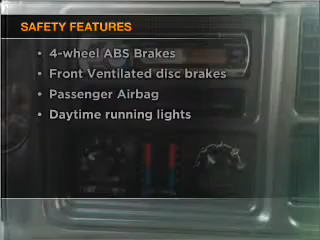 SAFETY FEATURES
• 4-wheel ABS Brakes
• Front Ventilated disc brakes
• Passenger Airbag
• Daytime running lights